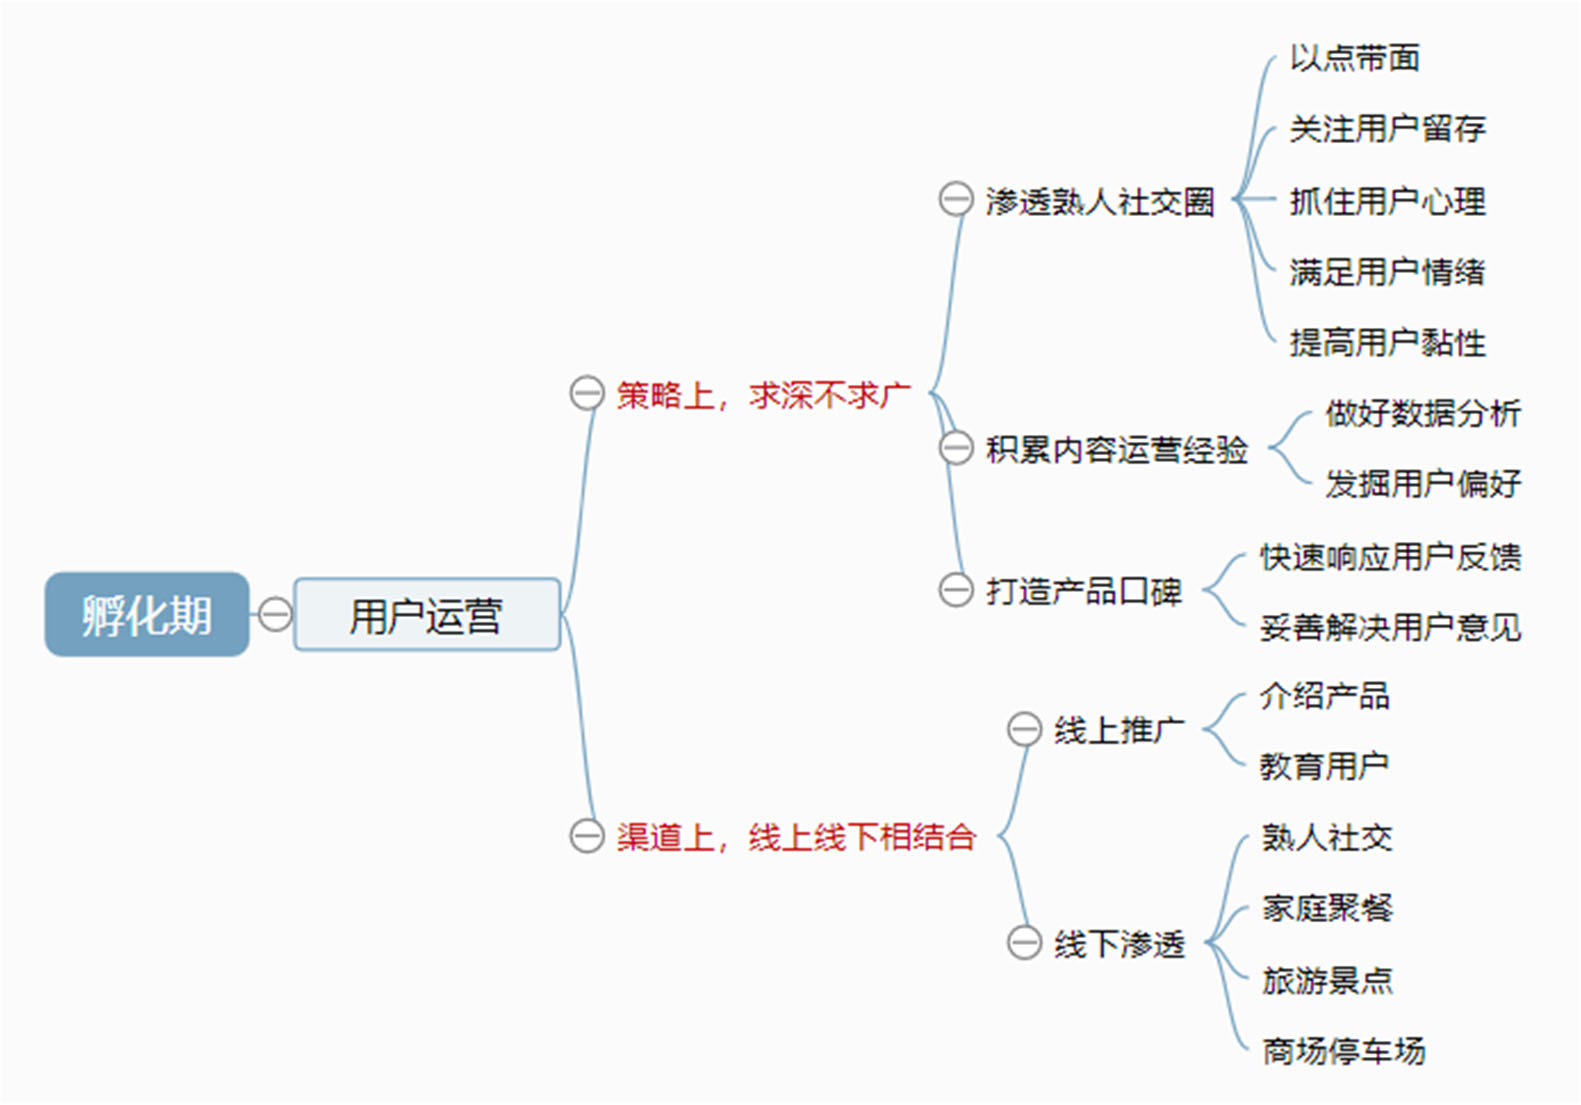 孵化期
用户运营
策略上，求深不求广
渗透熟人社交圈
以点带面
关注用户留存
抓住用户心理
满足用户情绪
提高用户黏性
积累内容运营经验
做好数据分析
发掘用户偏好
打造产品口碑
快速响应用户反馈
妥善解决用户意见
渠道上，线上线下相结合
线上推广
介绍产品
教育用户
线下渗透
熟人社交
家庭聚餐
旅游景点
商场停车场